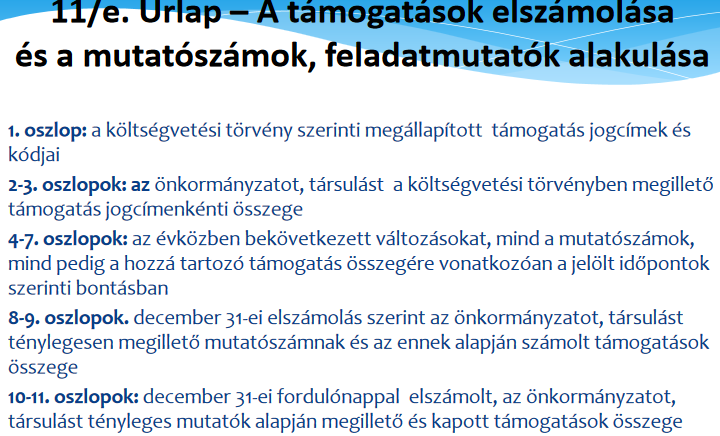 11/e. Űrlap – A támogatások elszámolása
és a mutatószámok, feladatmutatók alakulása
1. oszlop: a költségvetési törvény szerinti megállapított támogatás jogcímek és
kódjai
2-3. oszlopok: az önkormányzatot, társulást a költségvetési törvényben megillető
támogatás jogcímenkénti összege
4-7. oszlopok: az évközben bekövetkezett változásokat, mind a mutatószámok,
mind pedig a hozzá tartozó támogatás összegére vonatkozóan a jelölt időpontok
szerinti bontásban
8-9. oszlopok. december 31-ei elszámolás szerint az önkormányzatot, társulást
ténylegesen megillető mutatószámnak és az ennek alapján számolt támogatások
összege
10-11. oszlopok: december 31-ei fordulónappal elszámolt, az önkormányzatot,
társulást tényleges mutatók alapján megillető és kapott támogatások összege